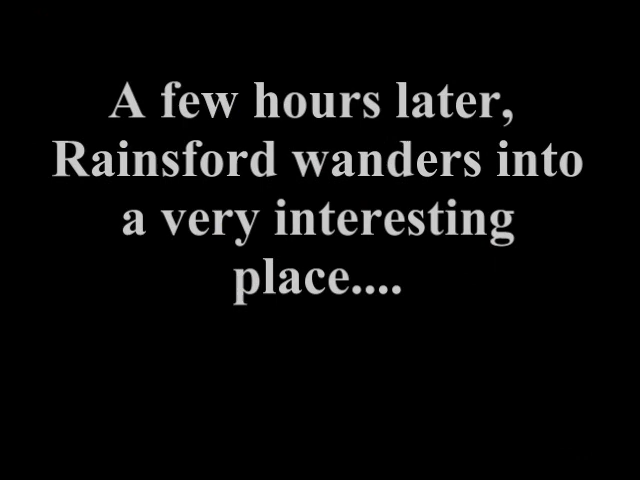 A few hours later,
Rainsford wanders into
a very interesting
place....